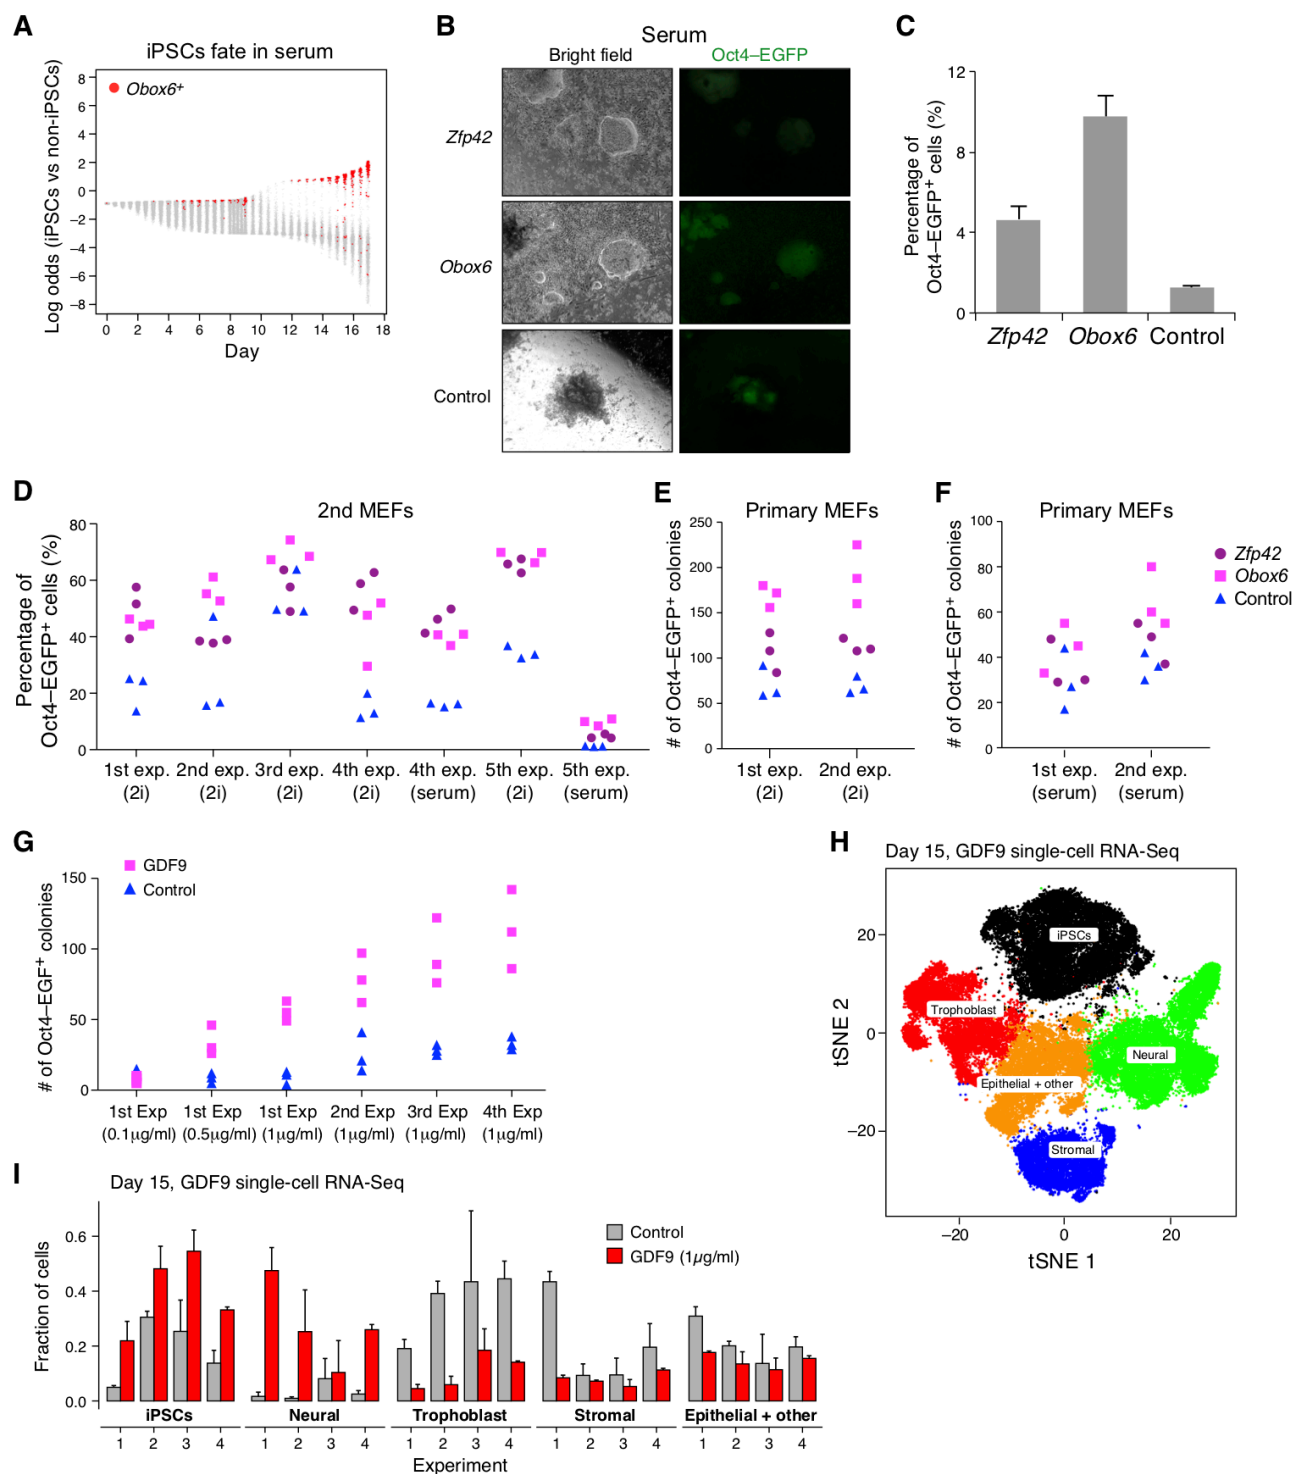 A
iPSCs fate in serum
Log odds (iPSCs vs non-iPSCs)
8
6
4
2
0
−2
−4
−6
−8
Obox6+
0 2 4 6 8 10 12 14 16 18
Day
B
Serum
Bright field Oct4–EGFP
Zfp42
Obox6
Control
C
Percentage of
Oct4–EGFP+ cells (%)
12
8
4
0
Zfp42 Obox6 Control
D
2nd MEFs
Percentage of
Oct4–EGFP+ cells (%)
80
60
40
20
0
1st exp. 2nd exp. 3rd exp. 4th exp. 4th exp. 5th exp. 5th exp.
(2i) (2i) (2i) (2i) (serum) (2i) (serum)
E
Primary MEFs
# of Oct4–EGFP+ colonies
250
200
150
100
50
0
1st exp. 2nd exp.
(2i) (2i)
F
Primary MEFs
# of Oct4–EGFP+ colonies
100
80
60
40
20
0
1st exp. 2nd exp.
(serum) (serum)
Zfp42
Obox6
Control
G
GDF9
Control
# of Oct4–EGF+ colonies
150
100
50
0
1st Exp 1st Exp 1st Exp 2nd Exp 3rd Exp 4th Exp
(0.1µg/ml) (0.5µg/ml) (1µg/ml) (1µg/ml) (1µg/ml) (1µg/ml)
H
Day 15, GDF9 single-cell RNA-Seq
tSNE 2
20
0
−20
iPSCs
Trophoblast
Neural
Epithelial + other
Stromal
−20 0 20
tSNE 1
I
Day 15, GDF9 single-cell RNA-Seq
Fraction of cells
0.6
0.4
0.2
0.0
Control
GDF9 (1µg/ml)
iPSCs Neural Trophoblast Stromal Epithelial + other
1 2 3 4 1 2 3 4 1 2 3 4 1 2 3 4 1 2 3 4
Experiment